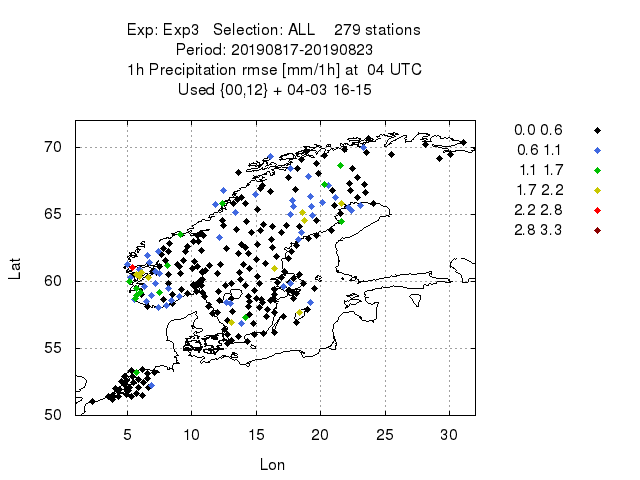 Exp: Exp3 Selection: ALL 279 stations
Period: 20190817-20190823
1h Precipitation rmse [mm/1h] at 04 UTC
Used {00,12} + 04-03 16-15
0.0 0.6
0.6 1.1
1.1 1.7
1.7 2.2
2.2 2.8
2.8 3.3
70
65
60
55
50
Lat
5 10 15 20 25 30
Lon